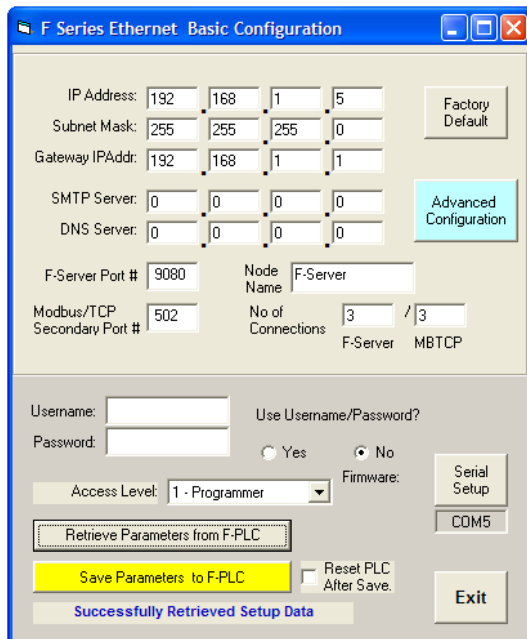 F Series Ethernet  Basic Configuration
IP Address: 192 . 168 . 1 . 5
Factory
Default
Subnet Mask: 255 . 255 . 255 . 0
Gateway IPAddr: 192 . 168 . 1 . 1
SMTP Server: 0 . 0 . 0 . 0
Advanced
Configuration
DNS Server: 0 . 0 . 0 . 0
F-Server Port # 9080
Node
Name F-Server
Modbus/TCP
Secondary Port # 502
No of
Connections 3 / 3
F-Server MBTCP
Username:
Use Username/Password?
Password:
Yes No
Firmware:
Serial
Setup
Access Level: 1 - Programmer
COM5
Retrieve Parameters from F-PLC
Save Parameters  to F-PLC
Reset PLC
After Save.
Exit
Successfully Retrieved Setup Data